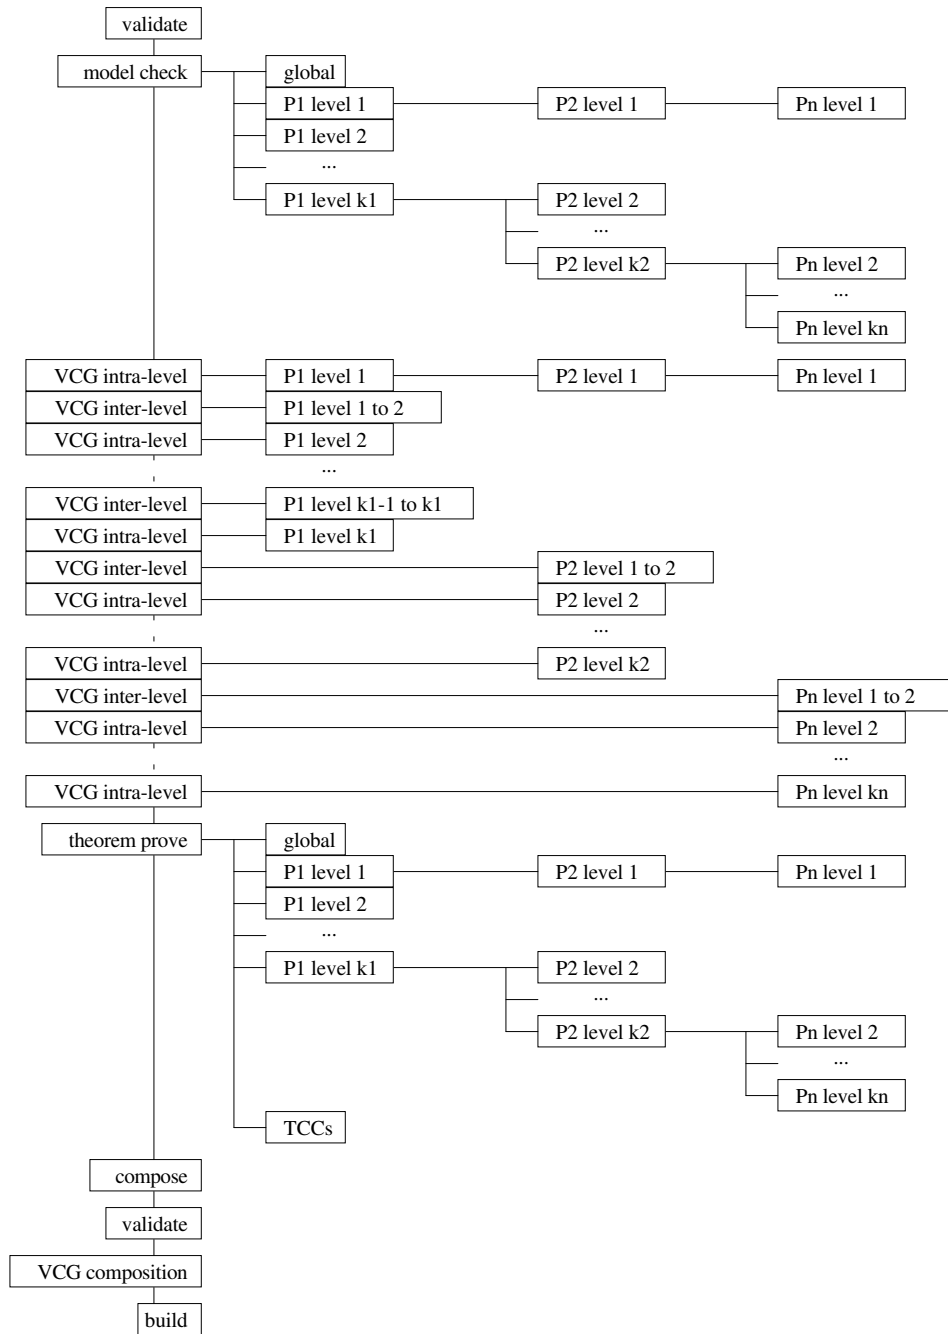 validate
model check global
P1 level 1 P2 level 1 Pn level 1
P1 level 2
...
P1 level k1 P2 level 2
...
P2 level k2 Pn level 2
...
Pn level kn
VCG intra-level P1 level 1 P2 level 1 Pn level 1
VCG inter-level P1 level 1 to 2
VCG intra-level P1 level 2
...
VCG inter-level P1 level k1-1 to k1
VCG intra-level P1 level k1
VCG inter-level P2 level 1 to 2
VCG intra-level P2 level 2
...
VCG intra-level P2 level k2
VCG inter-level Pn level 1 to 2
VCG intra-level Pn level 2
...
VCG intra-level Pn level kn
theorem prove global
P1 level 1 P2 level 1 Pn level 1
P1 level 2
...
P1 level k1 P2 level 2
...
P2 level k2 Pn level 2
...
Pn level kn
TCCs
compose
validate
VCG composition
build